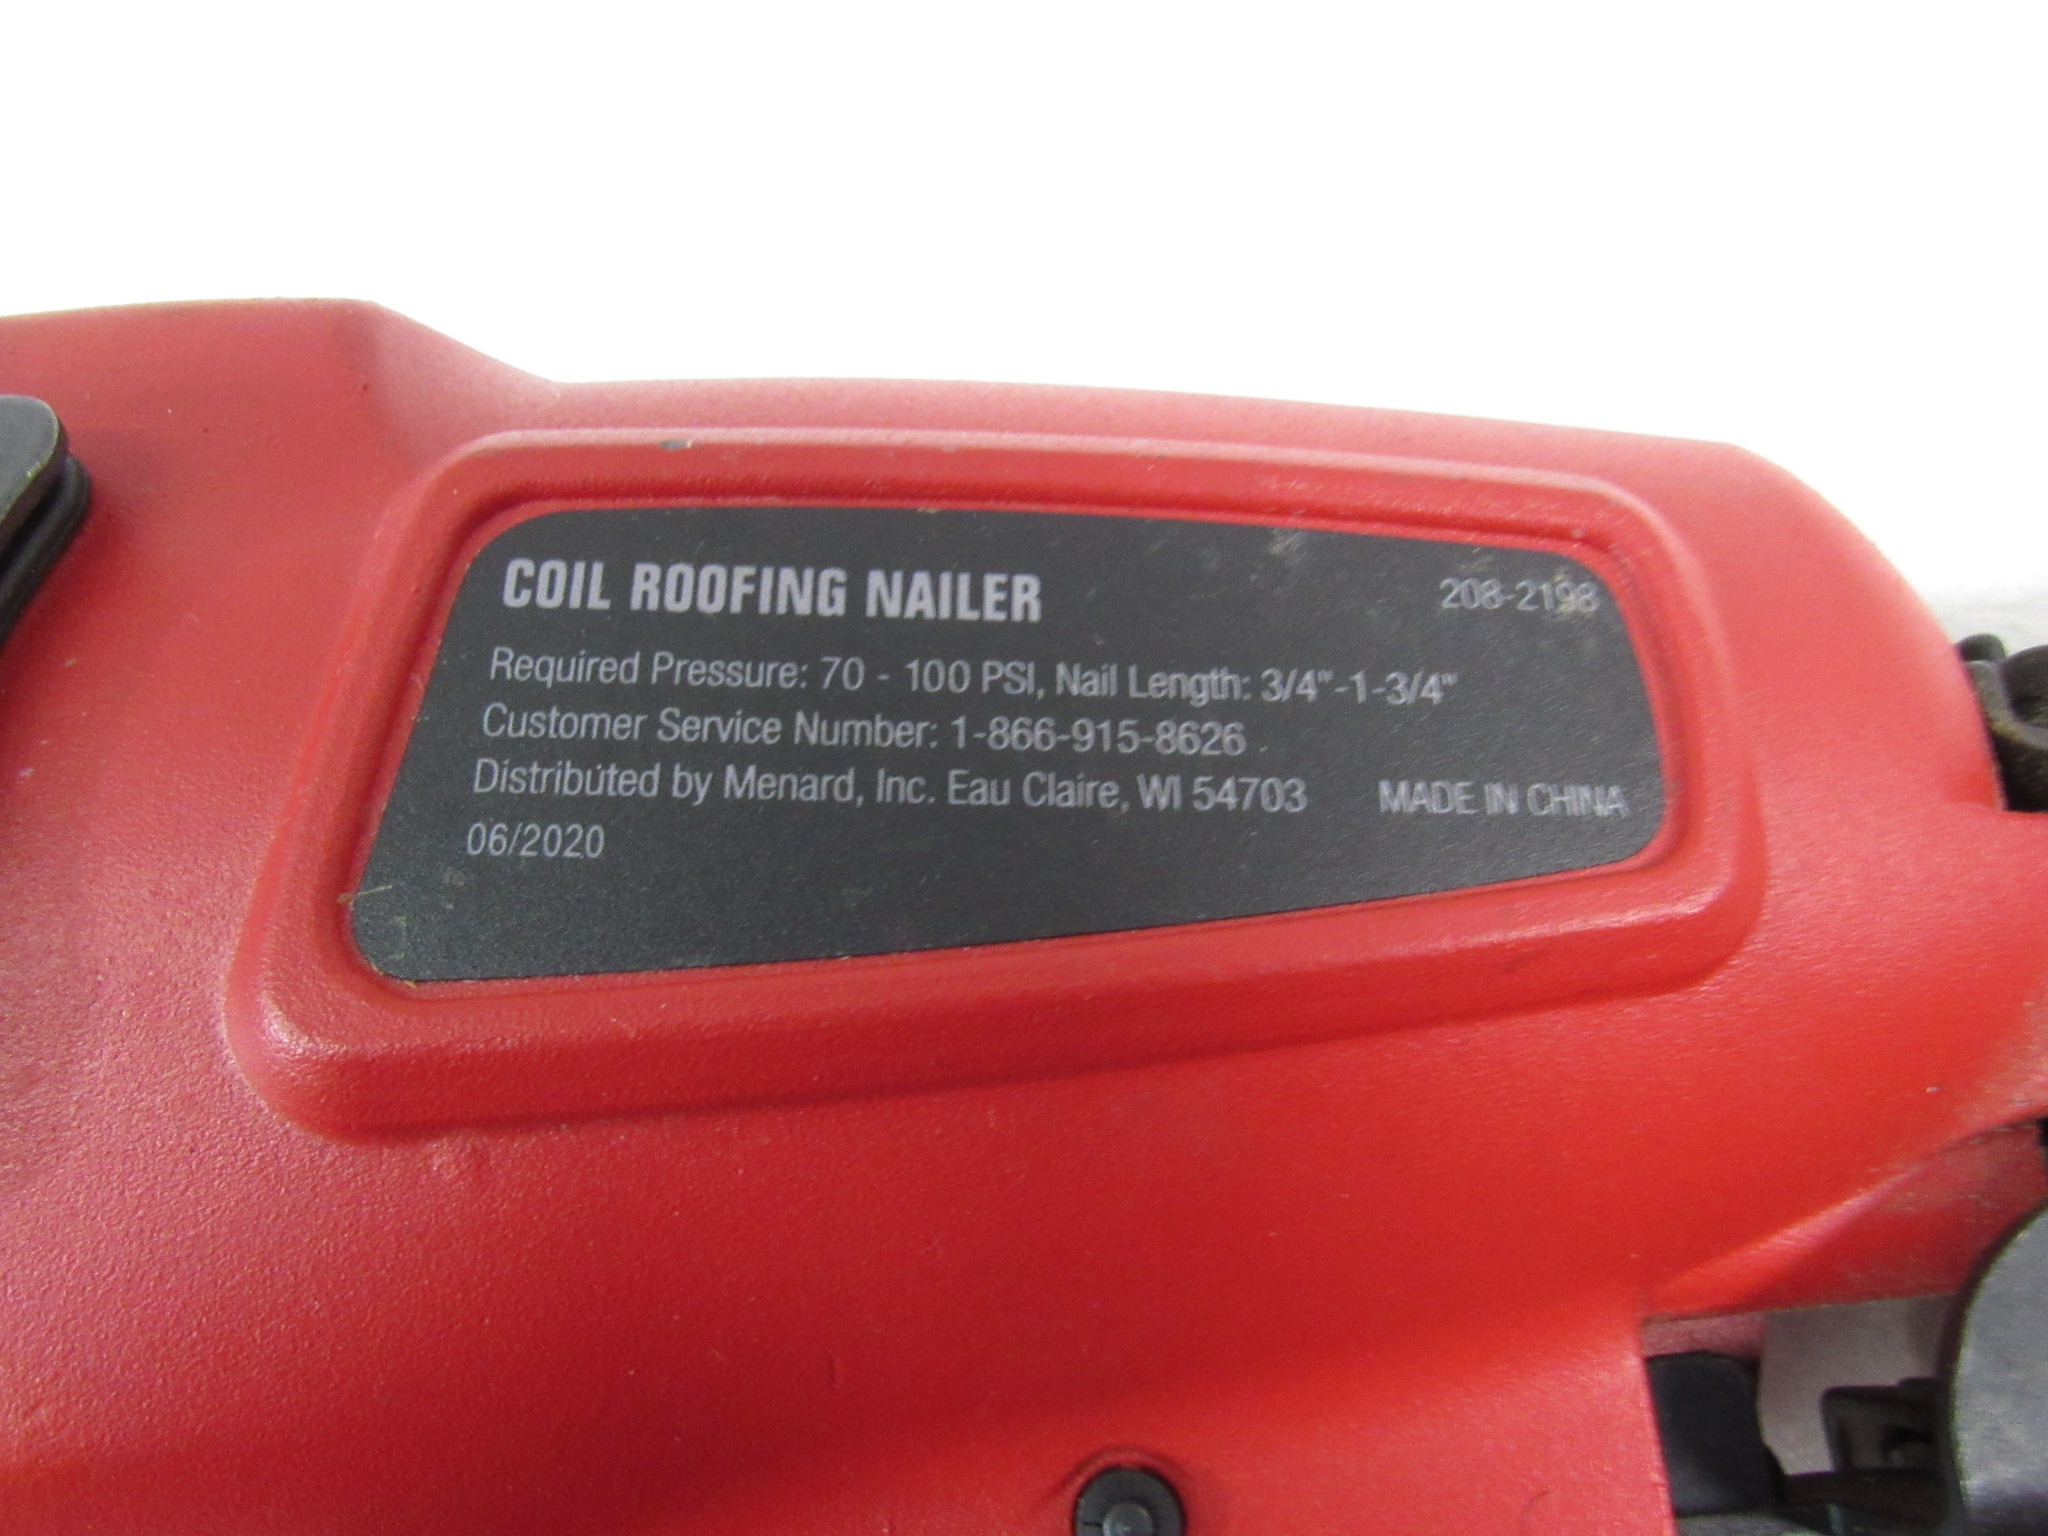 COIL ROOFING NAILER 208-2198
Required Pressure: 70 - 100 PSI, Nail Length: 3/4"-1-3/4"
Customer Service Number: 1-866-915-8626
Distributed by Menard, Inc. Eau Claire, WI 54703 MADE IN CHINA
06/2020